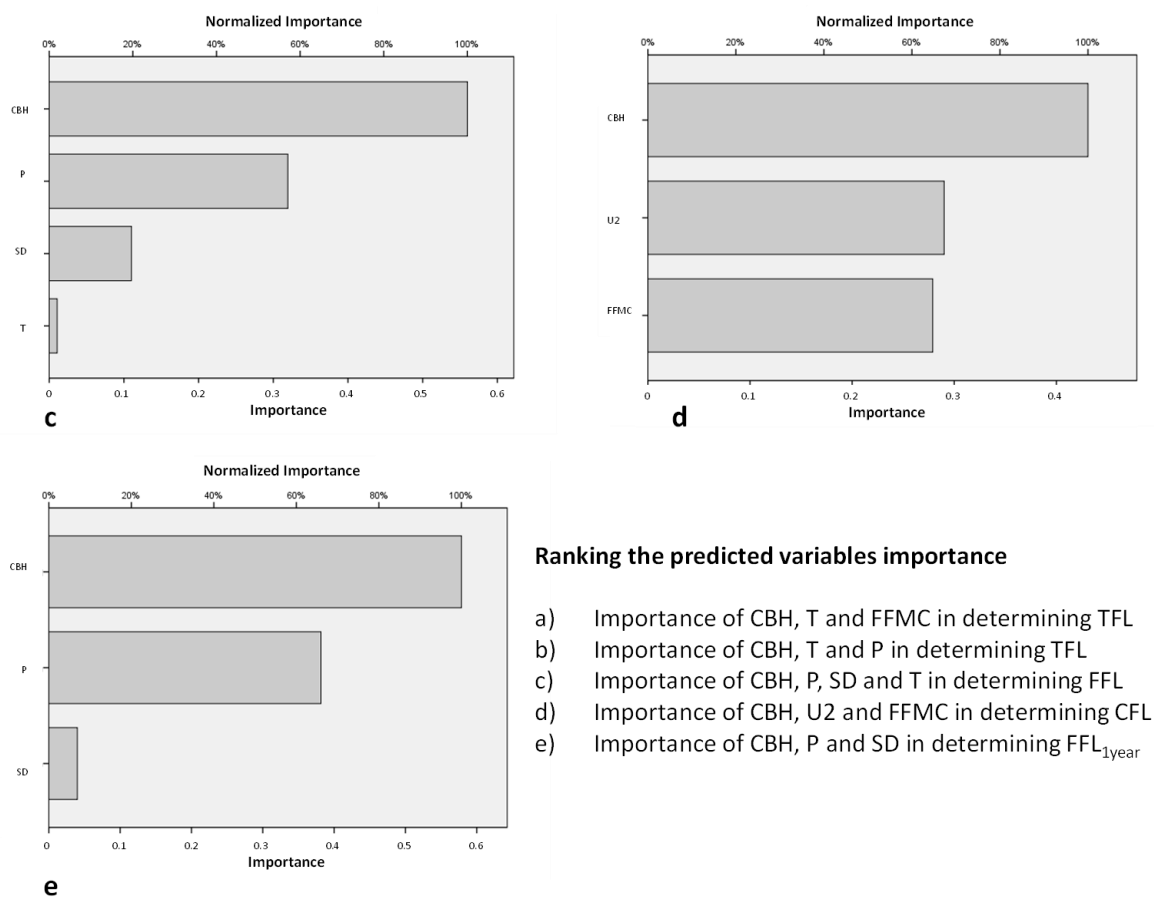 Normalized Importance
0% 20% 40% 60% 80% 100%
CBH
P
SD
T
0 0.1 0.2 0.3 0.4 0.5 0.6
Importance
c
Normalized Importance
0% 20% 40% 60% 80% 100%
CBH
U2
FFMC
0 0.1 0.2 0.3 0.4
Importance
d
Normalized Importance
0% 20% 40% 60% 80% 100%
CBH
P
SD
0 0.1 0.2 0.3 0.4 0.5 0.6
Importance
e
Ranking the predicted variables importance
a) Importance of CBH, T and FFMC in determining TFL
b) Importance of CBH, T and P in determining TFL
c) Importance of CBH, P, SD and T in determining FFL
d) Importance of CBH, U2 and FFMC in determining CFL
e) Importance of CBH, P and SD in determining FFL1year